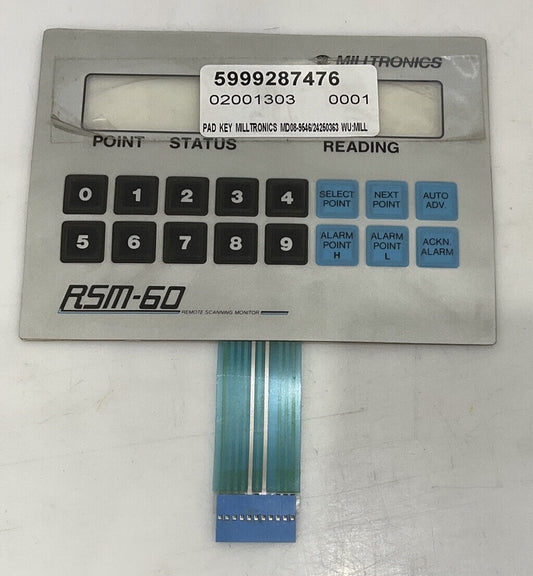 MILLTRONICS
5999287476
02001303 0001
PAD KEY MILLTRONICS MD08-9546/24250363 WU:MILL
POINT STATUS READING
0 1 2 3 4 SELECT POINT NEXT POINT AUTO ADV.
5 6 7 8 9 ALARM POINT H ALARM POINT L ACKN. ALARM
RSM-60
REMOTE SCANNING MONITOR